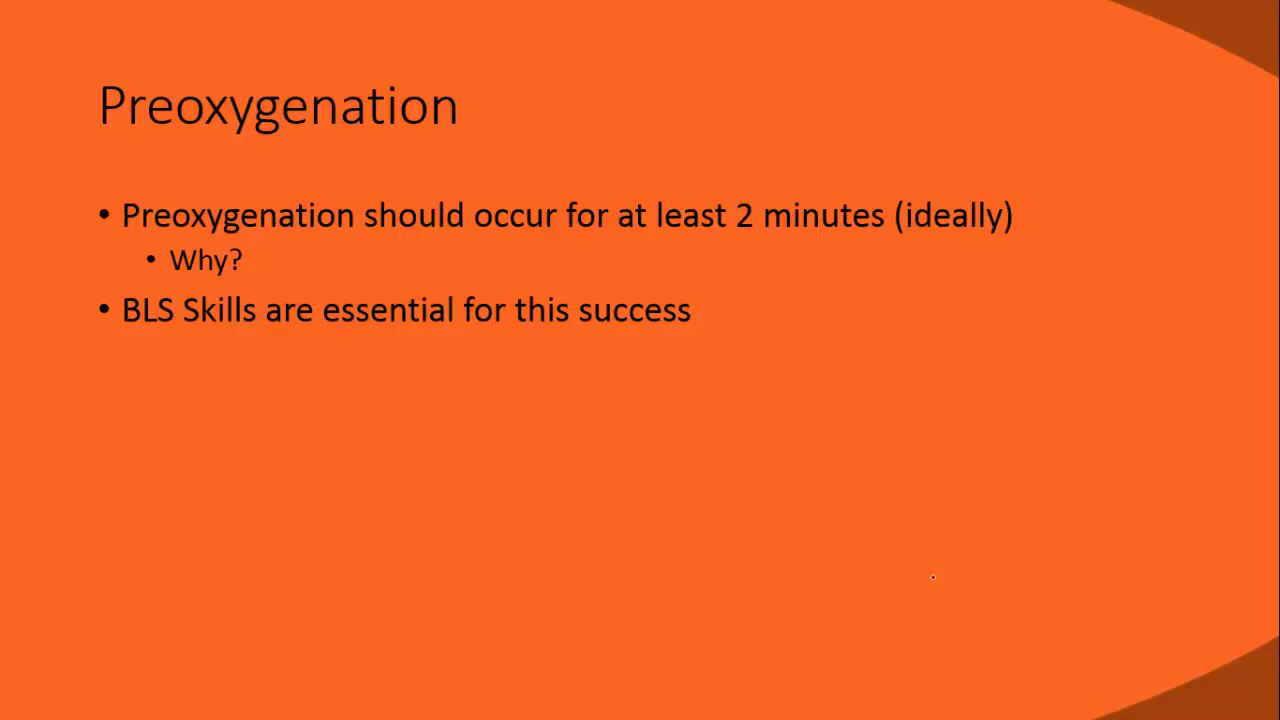 Preoxygenation
• Preoxygenation should occur for at least 2 minutes (ideally)
• Why?
• BLS Skills are essential for this success